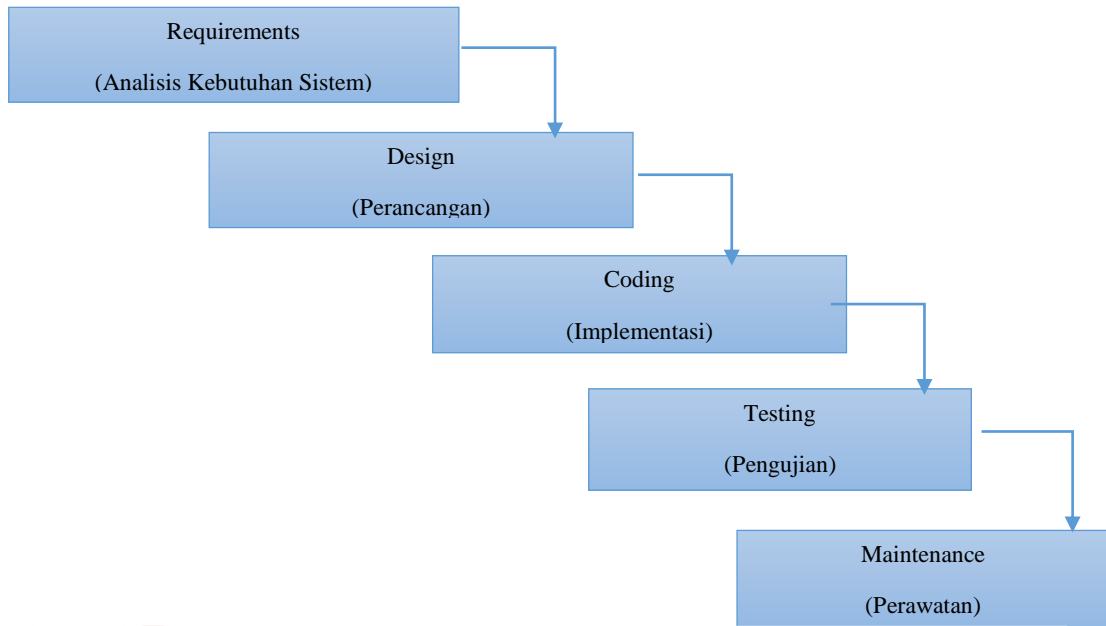 Requirements
(Analisis Kebutuhan Sistem)
Design
(Perancangan)
Coding
(Implementasi)
Testing
(Pengujian)
Maintenance
(Perawatan)